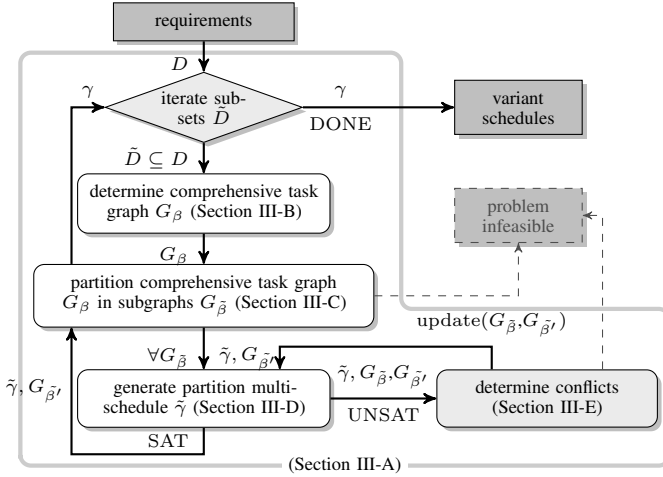 requirements
D
γ
iterate sub-
sets D̃
γ
DONE
variant
schedules
D̃ ⊆ D
determine comprehensive task
graph G_β (Section III-B)
problem
infeasible
G_β
partition comprehensive task graph
G_β in subgraphs G_β̃ (Section III-C)
update(G_β̃,G_β̃′)
∀G_β̃
γ̃, G_β̃′
γ̃, G_β̃′
generate partition multi-
schedule γ̃ (Section III-D)
γ̃, G_β̃,G_β̃′
UNSAT
determine conflicts
(Section III-E)
SAT
(Section III-A)